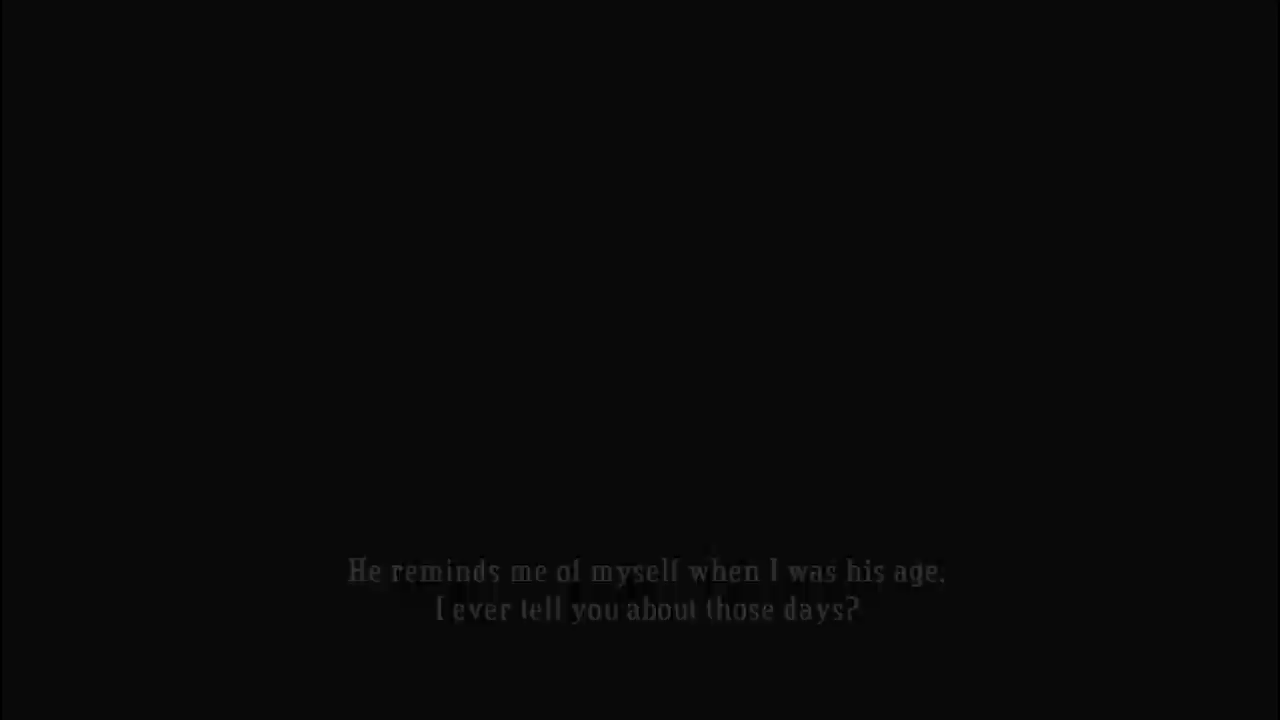 He reminds me of myself when I was his age.
I ever tell you about those days?